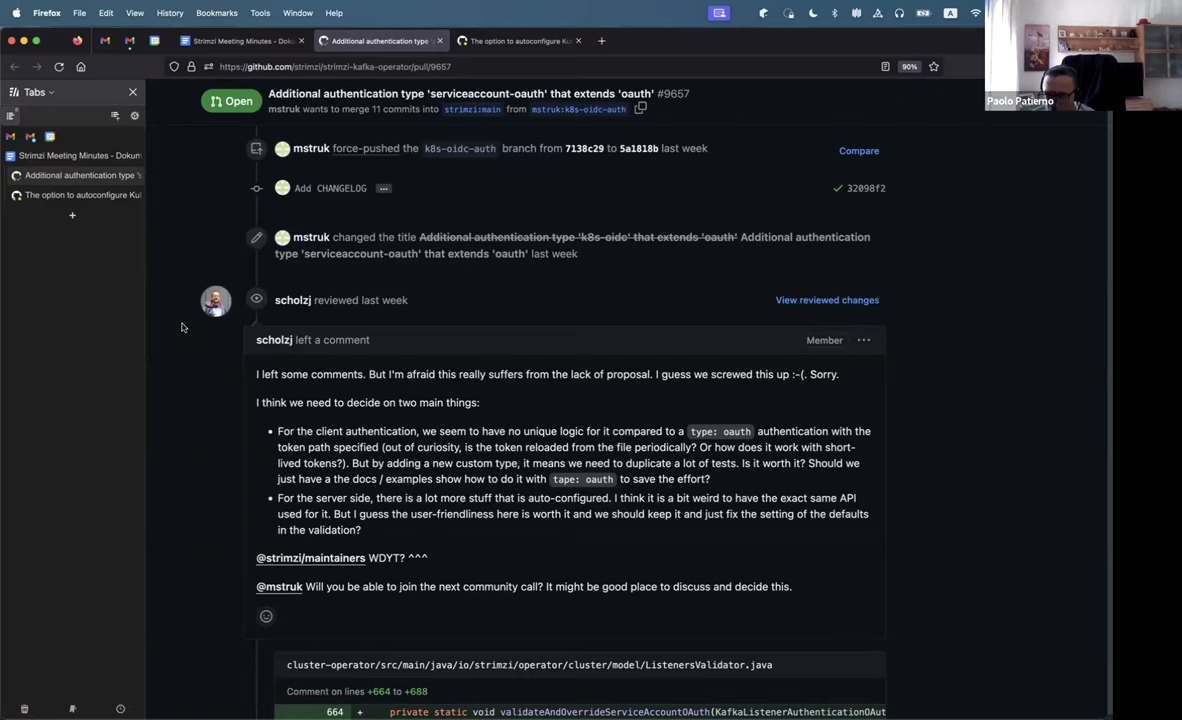 Firefox File Edit View History Bookmarks Tools Window Help
A
Strimzi Meeting Minutes - Doku
Additional authentication type '
The option to autoconfigure Kub
https://github.com/strimzi/strimzi-kafka-operator/pull/9657
90%
Tabs
Strimzi Meeting Minutes - Dokum
Additional authentication type 's
The option to autoconfigure Kul
Open
Additional authentication type 'serviceaccount-oauth' that extends 'oauth' #9657
mstruk wants to merge 11 commits into strimzi:main from mstruk:k8s-oidc-auth
mstruk force-pushed the k8s-oidc-auth branch from 7138c29 to 5a1818b last week
Compare
Add CHANGELOG ...
32098f2
mstruk changed the title Additional authentication type 'k8s-oidc' that extends 'oauth' Additional authentication
type 'serviceaccount-oauth' that extends 'oauth' last week
scholzj reviewed last week
View reviewed changes
scholzj left a comment
Member ...
I left some comments. But I'm afraid this really suffers from the lack of proposal. I guess we screwed this up :-(. Sorry.
I think we need to decide on two main things:
• For the client authentication, we seem to have no unique logic for it compared to a type: oauth authentication with the
token path specified (out of curiosity, is the token reloaded from the file periodically? Or how does it work with short-
lived tokens?). But by adding a new custom type, it means we need to duplicate a lot of tests. Is it worth it? Should we
just have a the docs / examples show how to do it with tape: oauth to save the effort?
• For the server side, there is a lot more stuff that is auto-configured. I think it is a bit weird to have the exact same API
used for it. But I guess the user-friendliness here is worth it and we should keep it and just fix the setting of the defaults
in the validation?
@strimzi/maintainers WDYT? ^^^
@mstruk Will you be able to join the next community call? It might be good place to discuss and decide this.
cluster-operator/src/main/java/io/strimzi/operator/cluster/model/ListenersValidator.java
Comment on lines +664 to +688
664 + private static void validateAndOverrideServiceAccountOAuth(KafkaListenerAuthenticationOAut
Paolo Patierno